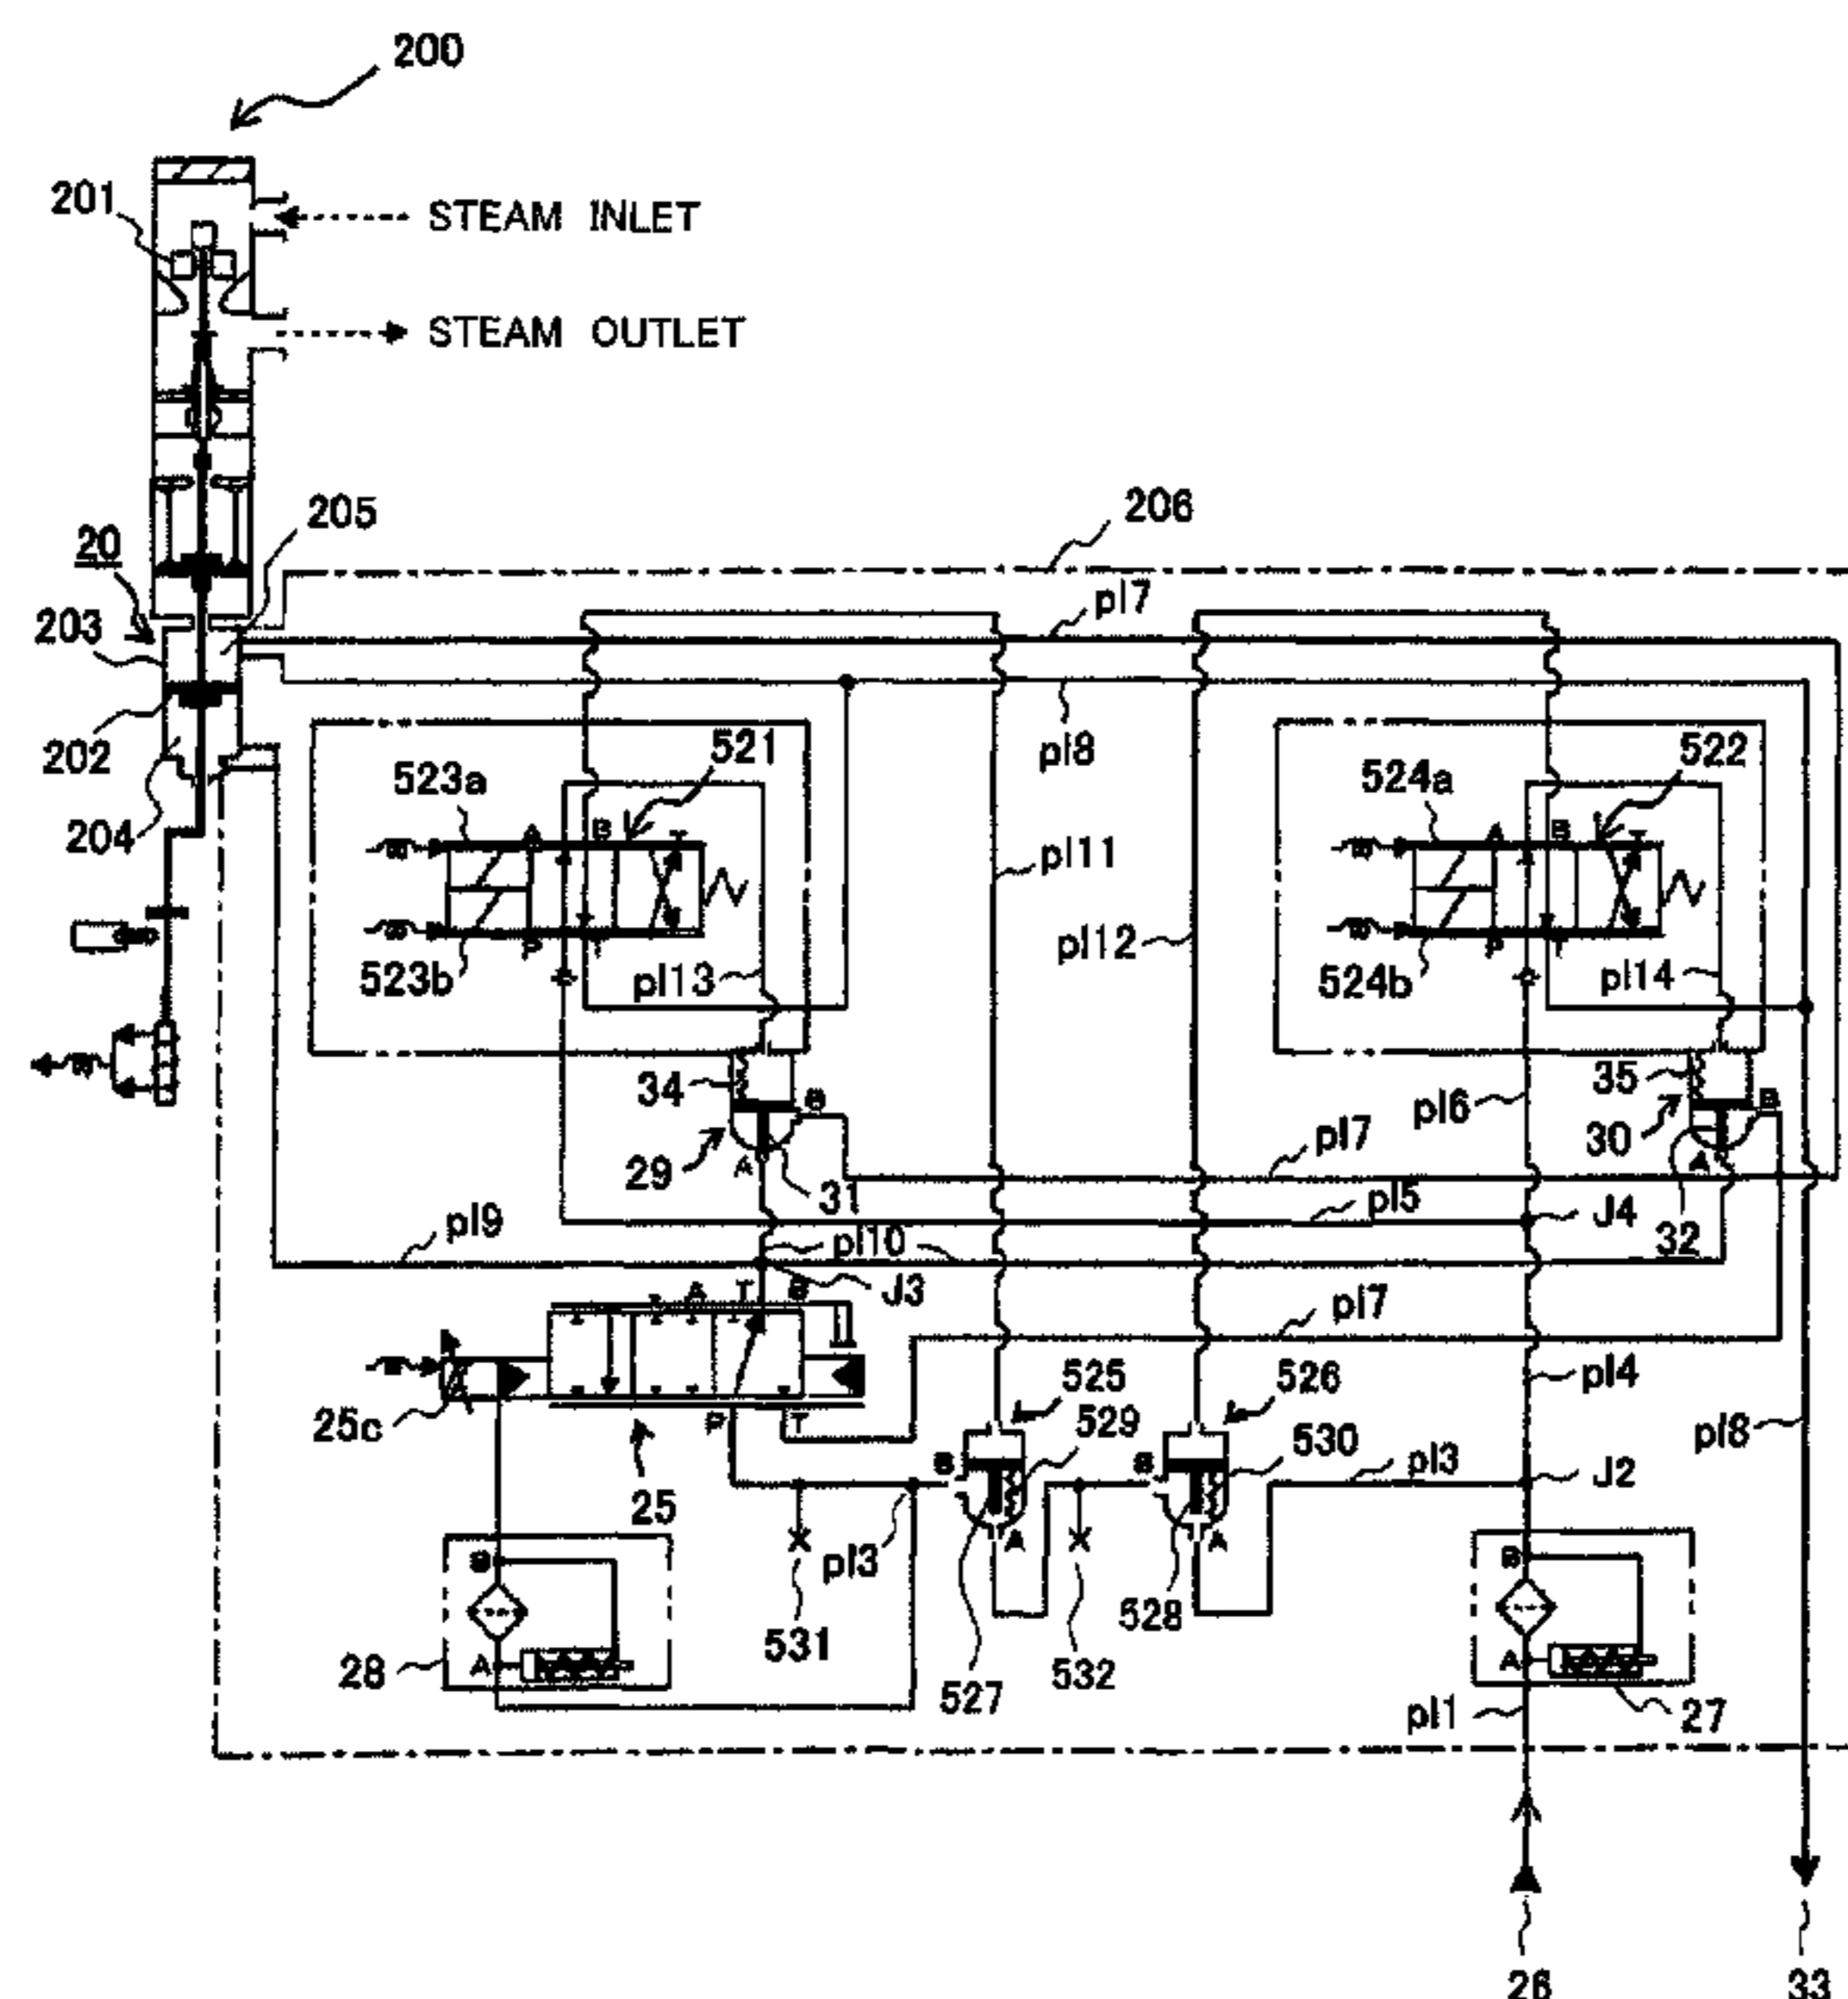 200
201
STEAM INLET
STEAM OUTLET
205
206
20
203
pl7
202
521
pl8
522
523a
524a
204
A
B
T
A
B
T
pl11
pl12
P
T
P
T
523b
pl13
524b
pl14
34
B
35
B
pl6
29
A
31
pl7
30
A
pl5
J4
32
pl9
pl10
J3
A
T
B
pl7
525
526
pl4
25c
P
T
529
530
pl8
B
B
pl3
J2
25
A
A
B
pl3
B
531
528
28
A
527
532
A
pl1
27
26
33